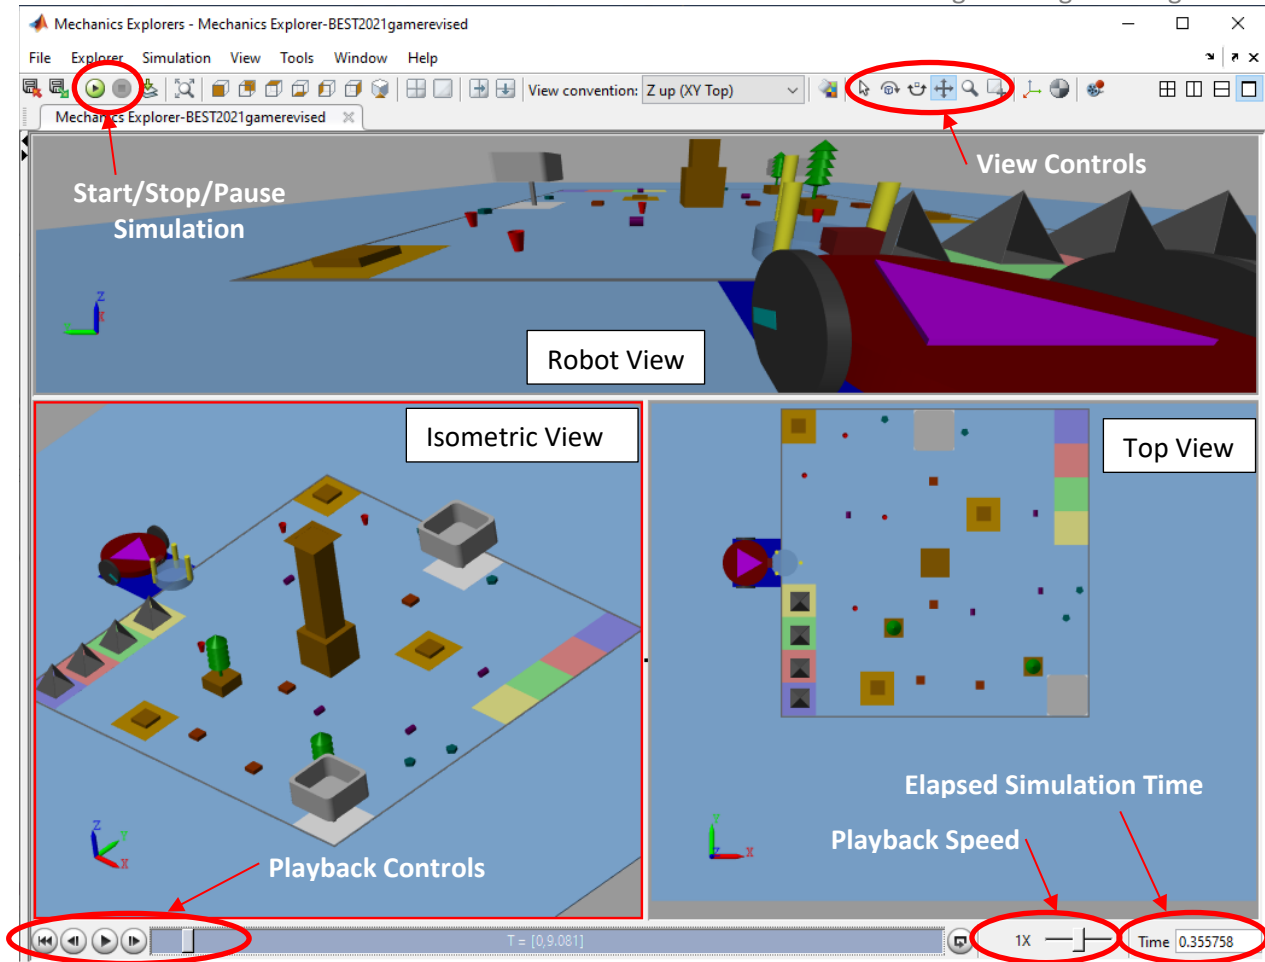 Mechanics Explorers - Mechanics Explorer-BEST2021gamerevised
File Explorer Simulation View Tools Window Help
View convention: Z up (XY Top)
Mechanics Explorer-BEST2021gamerevised
View Controls
Start/Stop/Pause
Simulation
Z
X
Robot View
Isometric View
Top View
Elapsed Simulation Time
Playback Speed
Z
Y
X
Y
Z
X
Playback Controls
T = [0,9.081]
1X
Time 0.355758